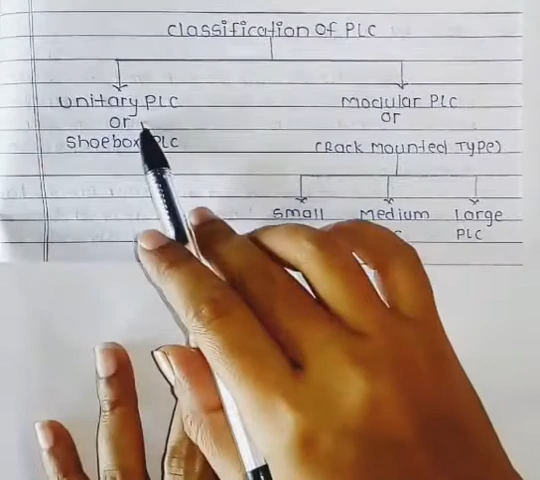 Classification Of PLC
Unitary PLC
or
Shoebox PLC
Modular PLC
or
(Rack Mounted Type)
Small
Medium
Large
PLC